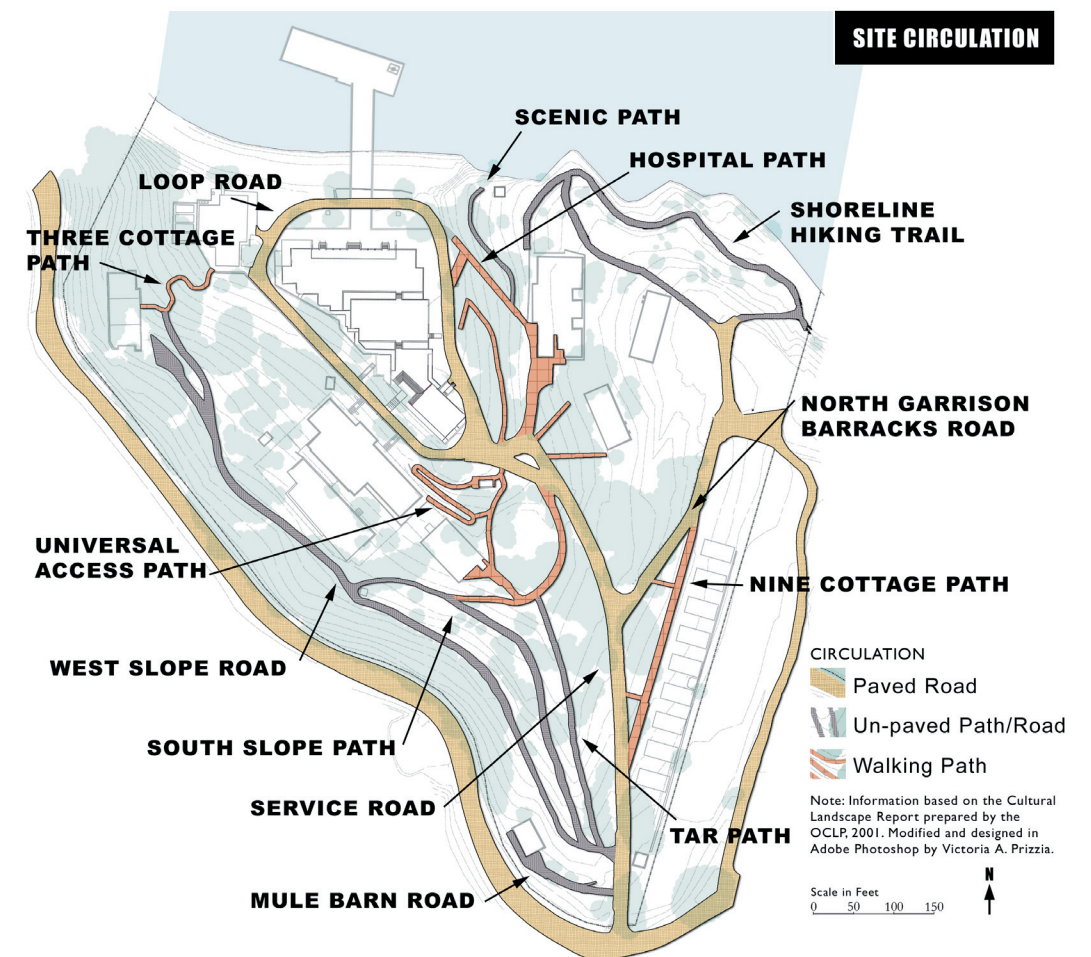 SITE CIRCULATION
SCENIC PATH
HOSPITAL PATH
LOOP ROAD
SHORELINE
HIKING TRAIL
THREE COTTAGE
PATH
NORTH GARRISON
BARRACKS ROAD
UNIVERSAL
ACCESS PATH
NINE COTTAGE PATH
WEST SLOPE ROAD
SOUTH SLOPE PATH
SERVICE ROAD
TAR PATH
MULE BARN ROAD
CIRCULATION
Paved Road
Un-paved Path/Road
Walking Path
Note: Information based on the Cultural
Landscape Report prepared by the
OCLP, 2001. Modified and designed in
Adobe Photoshop by Victoria A. Prizzia.
N
Scale in Feet
0 50 100 150